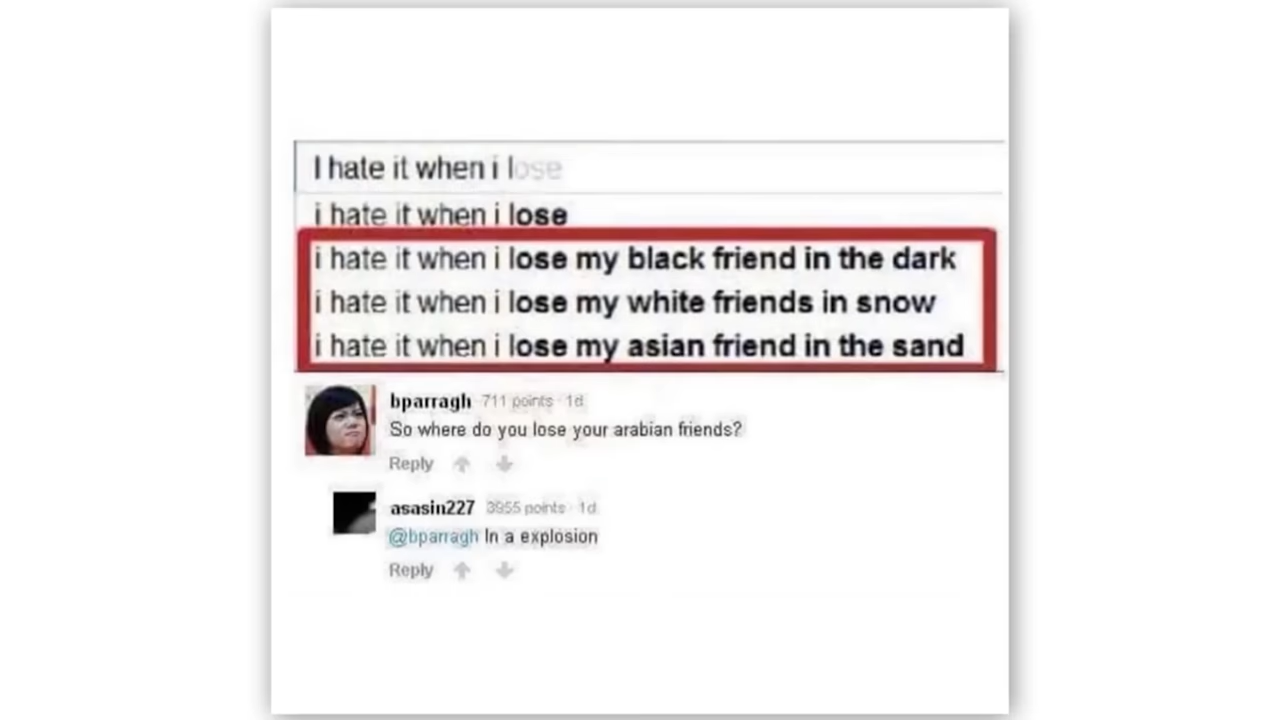 I hate it when i lose
i hate it when i lose
i hate it when i lose my black friend in the dark
i hate it when i lose my white friends in snow
i hate it when i lose my asian friend in the sand
bparragh 711 points · 1d
So where do you lose your arabian friends?
Reply
asasin227 3955 points · 1d
@bparragh In a explosion
Reply